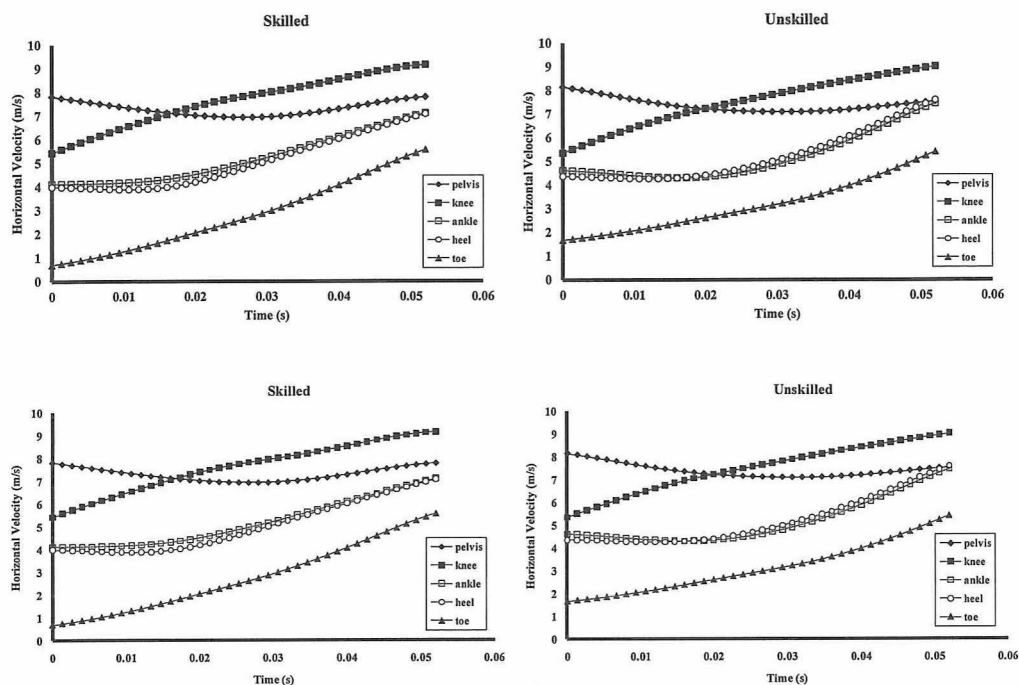 Skilled
Horizontal Velocity (m/s)
10
9
8
7
6
5
4
3
2
1
0
0 0.01 0.02 0.03 0.04 0.05 0.06
Time (s)
pelvis
knee
ankle
heel
toe
Unskilled
Horizontal Velocity (m/s)
10
9
8
7
6
5
4
3
2
1
0
0 0.01 0.02 0.03 0.04 0.05 0.06
Time (s)
pelvis
knee
ankle
heel
toe
Skilled
Horizontal Velocity (m/s)
10
9
8
7
6
5
4
3
2
1
0
0 0.01 0.02 0.03 0.04 0.05 0.06
Time (s)
pelvis
knee
ankle
heel
toe
Unskilled
Horizontal Velocity (m/s)
10
9
8
7
6
5
4
3
2
1
0
0 0.01 0.02 0.03 0.04 0.05 0.06
Time (s)
pelvis
knee
ankle
heel
toe